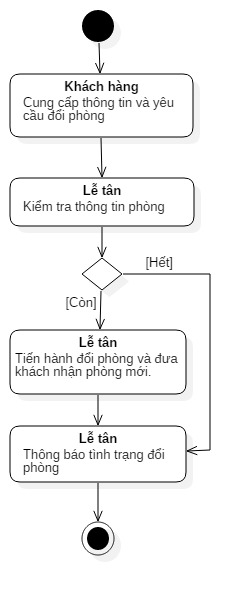 Khách hàng
Cung cấp thông tin và yêu
cầu đổi phòng
Lễ tân
Kiểm tra thông tin phòng
[Hết]
[Còn]
Lễ tân
Tiến hành đổi phòng và đưa
khách nhận phòng mới.
Lễ tân
Thông báo tình trạng đổi
phòng